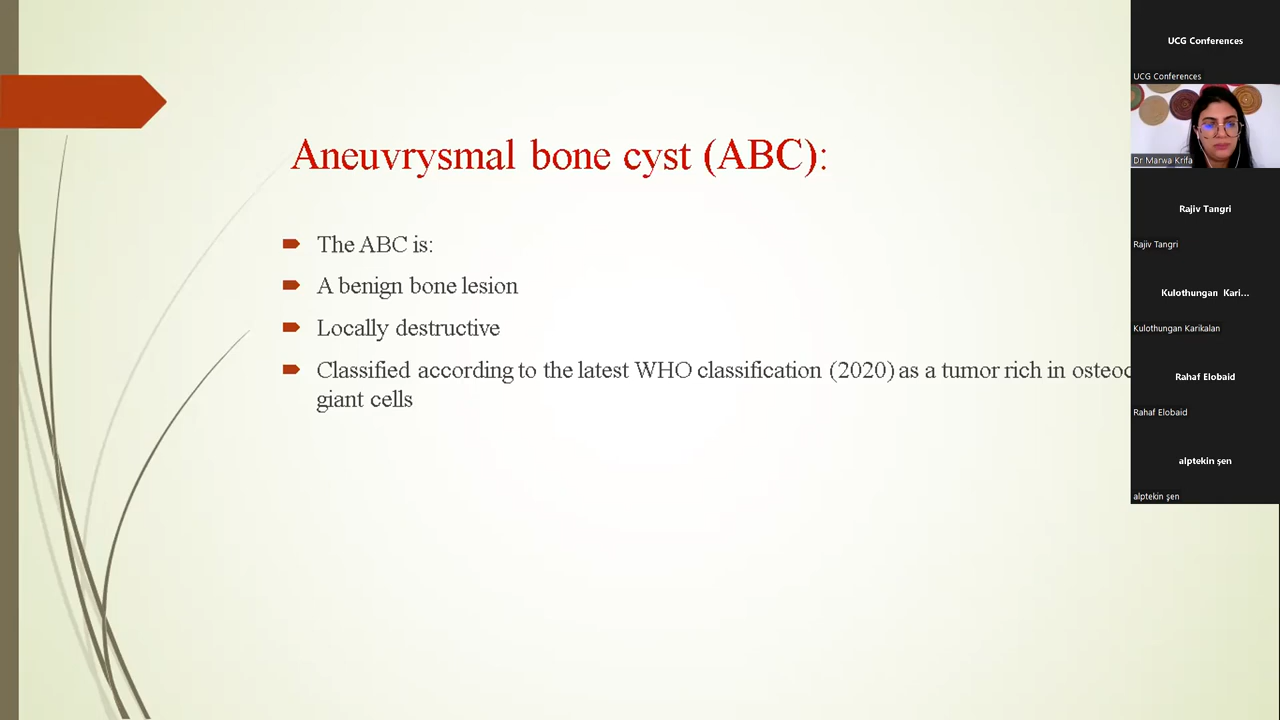 Aneuvrysmal bone cyst (ABC):
The ABC is:
A benign bone lesion
Locally destructive
Classified according to the latest WHO classification (2020) as a tumor rich in
giant cells
UCG Conferences
UCG Conferences
Dr Marwa Krifa
Rajiv Tangri
Rajiv Tangri
Kulothungan Kari...
Kulothungan Karikalan
Rahaf Elobaid
Rahaf Elobaid
alptekin şen
alptekin şen